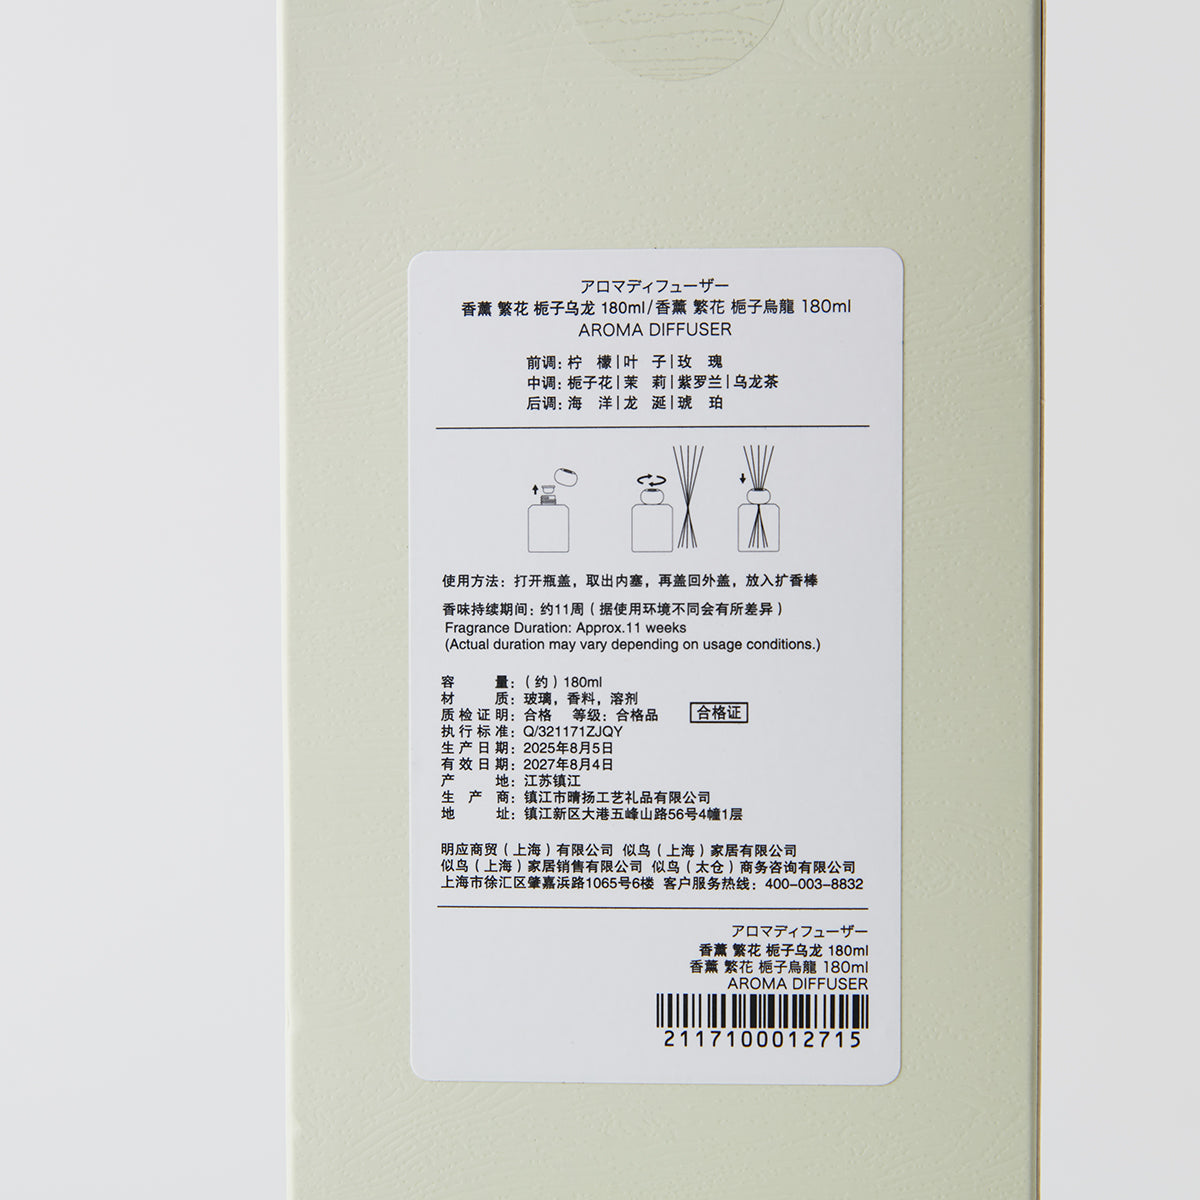 アロマディフューザー
香薰 繁花 栀子乌龙 180ml/香薰 繁花 梔子烏龍 180ml
AROMA DIFFUSER
前调: 柠 檬|叶 子|玫 瑰
中调: 栀子花|茉 莉|紫罗兰|乌龙茶
后调: 海 洋|龙 涎|琥 珀
使用方法：打开瓶盖，取出内塞，再盖回外盖，放入扩香棒
香味持续期间：约11周（据使用环境不同会有所差异）
Fragrance Duration: Approx.11 weeks
(Actual duration may vary depending on usage conditions.)
容 量：（约）180ml
材 质：玻璃，香料，溶剂
质检证明：合格 等级：合格品 合格证
执行标准：Q/321171ZJQY
生产日期：2025年8月5日
有效日期：2027年8月4日
产 地：江苏镇江
生 产 商：镇江市晴扬工艺礼品有限公司
地 址：镇江新区大港五峰山路56号4幢1层
明应商贸（上海）有限公司 似鸟（上海）家居有限公司
似鸟（上海）家居销售有限公司 似鸟（太仓）商务咨询有限公司
上海市徐汇区肇嘉浜路1065号6楼 客户服务热线：400-003-8832
アロマディフューザー
香薰 繁花 栀子乌龙 180ml
香薰 繁花 梔子烏龍 180ml
AROMA DIFFUSER
2117100012715